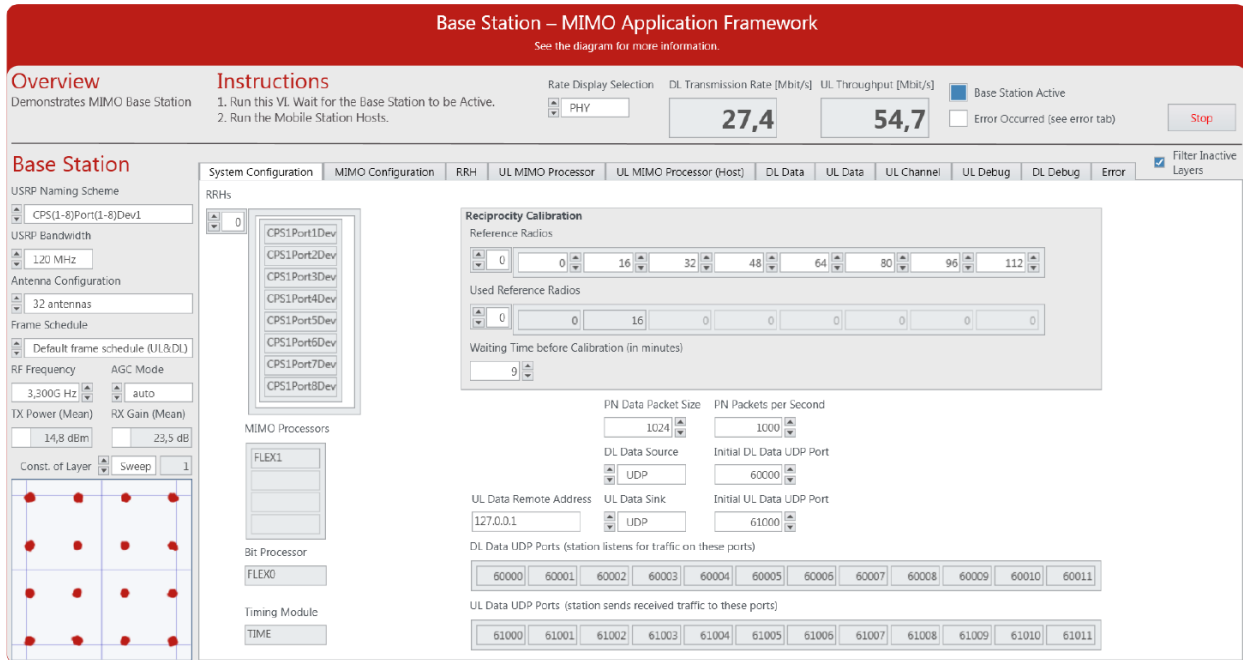 Base Station – MIMO Application Framework
See the diagram for more information.
Overview
Demonstrates MIMO Base Station
Instructions
1. Run this VI. Wait for the Base Station to be Active.
2. Run the Mobile Station Hosts.
Rate Display Selection
PHY
DL Transmission Rate [Mbit/s]
27,4
UL Throughput [Mbit/s]
54,7
Base Station Active
Error Occurred (see error tab)
Stop
Base Station
USRP Naming Scheme
CPS(1-8)Port(1-8)Dev1
USRP Bandwidth
120 MHz
Antenna Configuration
32 antennas
Frame Schedule
Default frame schedule (UL&DL)
RF Frequency AGC Mode
3,300G Hz auto
TX Power (Mean) RX Gain (Mean)
14,8 dBm 23,5 dB
Const. of Layer Sweep 1
System Configuration MIMO Configuration RRH UL MIMO Processor UL MIMO Processor (Host) DL Data UL Data UL Channel UL Debug DL Debug Error
Filter Inactive
Layers
RRHs
0
CPS1Port1Dev
CPS1Port2Dev
CPS1Port3Dev
CPS1Port4Dev
CPS1Port5Dev
CPS1Port6Dev
CPS1Port7Dev
CPS1Port8Dev
MIMO Processors
FLEX1
Bit Processor
FLEX0
Timing Module
TIME
Reciprocity Calibration
Reference Radios
0 0 16 32 48 64 80 96 112
Used Reference Radios
0 0 16 0 0 0 0 0 0
Waiting Time before Calibration (in minutes)
9
PN Data Packet Size PN Packets per Second
1024 1000
DL Data Source Initial DL Data UDP Port
UDP 60000
UL Data Remote Address UL Data Sink Initial UL Data UDP Port
127.0.0.1 UDP 61000
DL Data UDP Ports (station listens for traffic on these ports)
60000 60001 60002 60003 60004 60005 60006 60007 60008 60009 60010 60011
UL Data UDP Ports (station sends received traffic to these ports)
61000 61001 61002 61003 61004 61005 61006 61007 61008 61009 61010 61011